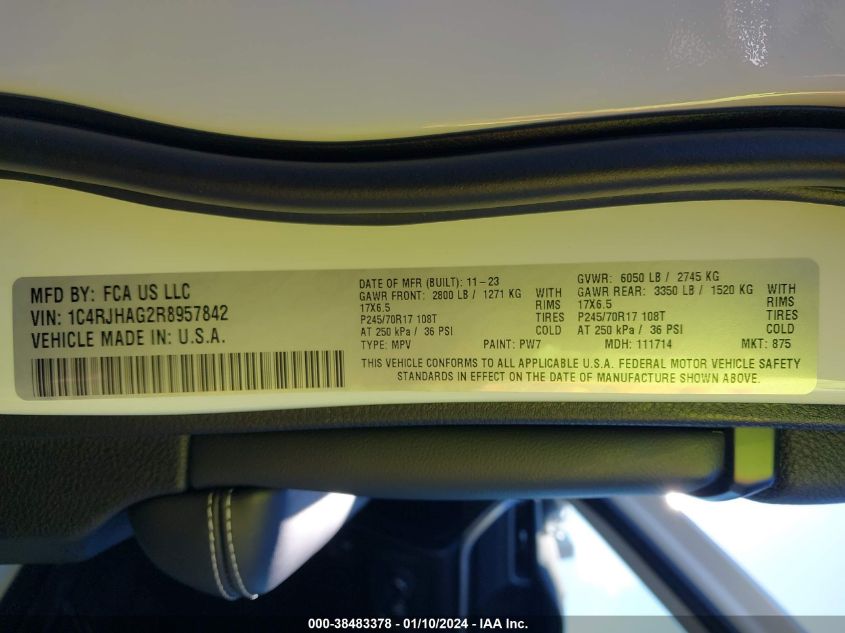 MFD BY: FCA US LLC
VIN: 1C4RJHAG2R8957842
VEHICLE MADE IN: U.S.A.
DATE OF MFR (BUILT): 11-23 GVWR: 6050 LB / 2745 KG
GAWR FRONT: 2800 LB / 1271 KG WITH GAWR REAR: 3350 LB / 1520 KG WITH
17X6.5 RIMS 17X6.5 RIMS
P245/70R17 108T TIRES P245/70R17 108T TIRES
AT 250 kPa / 36 PSI COLD AT 250 kPa / 36 PSI COLD
TYPE: MPV PAINT: PW7 MDH: 111714 MKT: 875
THIS VEHICLE CONFORMS TO ALL APPLICABLE U.S.A. FEDERAL MOTOR VEHICLE SAFETY
STANDARDS IN EFFECT ON THE DATE OF MANUFACTURE SHOWN ABOVE.
000-38483378 - 01/10/2024 - IAA Inc.